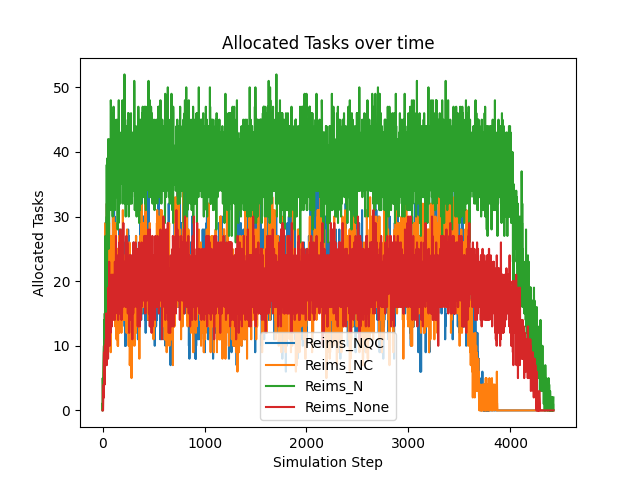 Allocated Tasks over time
Allocated Tasks
50
40
30
20
10
0
Reims_NQC
Reims_NC
Reims_N
Reims_None
0 1000 2000 3000 4000
Simulation Step